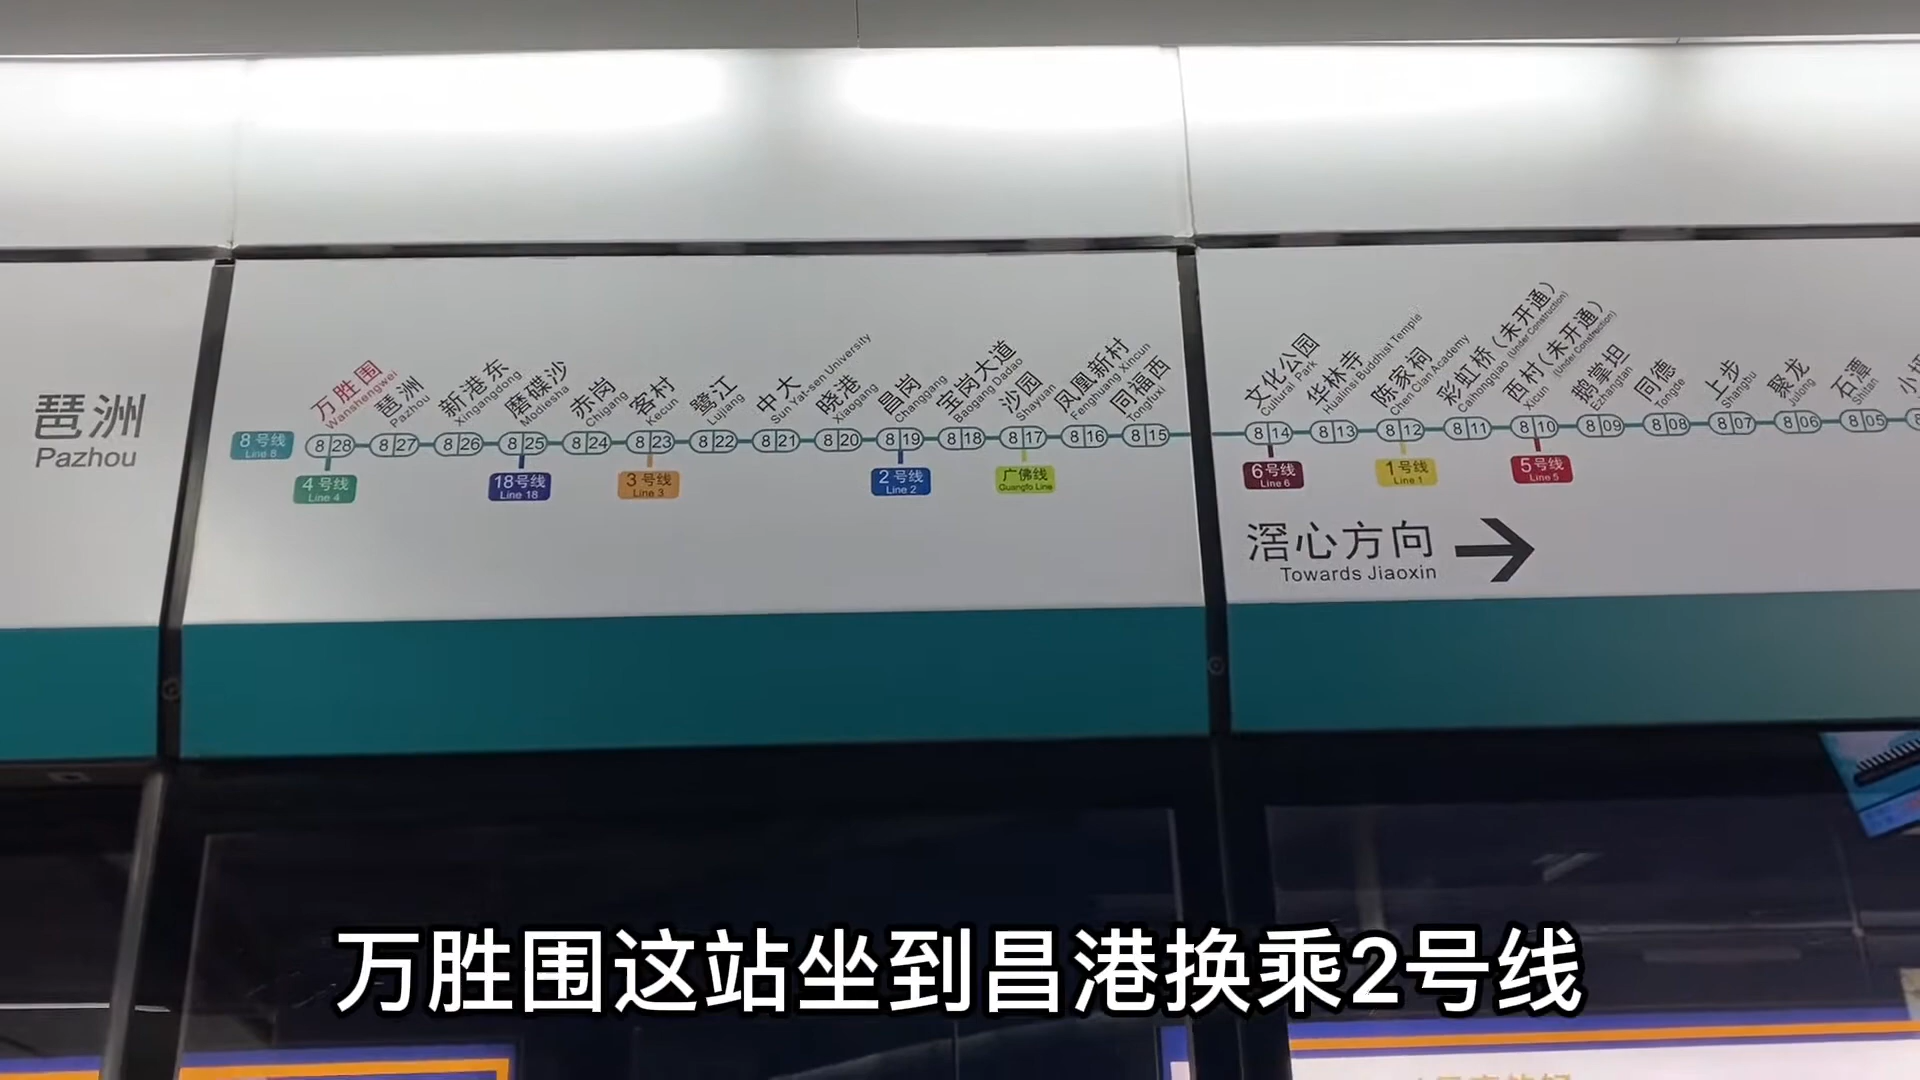 琶洲
Pazhou
8号线
Line 8
万胜围
Wanshengwei
琶洲
Pazhou
新港东
Xingangdong
磨碟沙
Modiesha
赤岗
Chigang
客村
Kecun
鹭江
Lujiang
中大
Sun Yat-sen University
晓港
Xiaogang
昌岗
Changgang
宝岗大道
Baogang Dadao
沙园
Shayuan
凤凰新村
Fenghuang Xincun
同福西
Tongfuxi
文化公园
Cultural Park
华林寺
Hualinsi Buddhist Temple
陈家祠
Chen Clan Academy
彩虹桥（未开通）
Caihongqiao (Under Construction)
西村（未开通）
Xicun (Under Construction)
鹅掌坦
Ezhangtan
同德
Tongde
上步
Shangbu
聚龙
Julong
石潭
Shitan
8 28 8 27 8 26 8 25 8 24 8 23 8 22 8 21 8 20 8 19 8 18 8 17 8 16 8 15 8 14 8 13 8 12 8 11 8 10 8 09 8 08 8 07 8 06 8 05
4号线
Line 4
18号线
Line 18
3号线
Line 3
2号线
Line 2
广佛线
Guangfo Line
6号线
Line 6
1号线
Line 1
5号线
Line 5
滘心方向
Towards Jiaoxin
万胜围这站坐到昌港换乘2号线